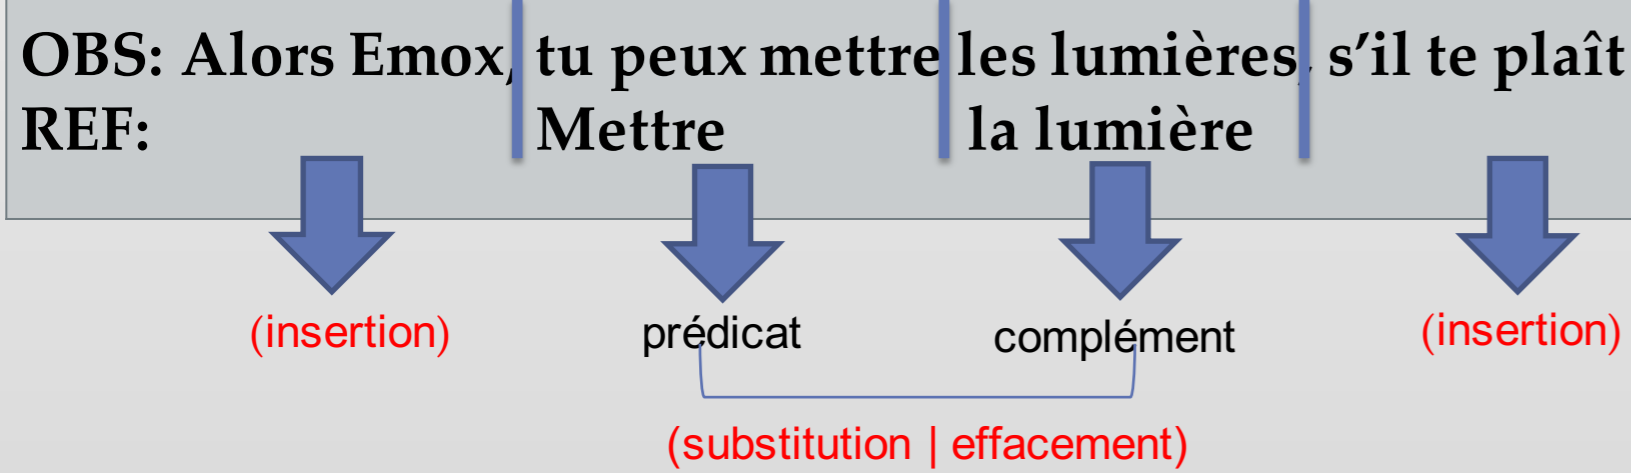 OBS: Alors Emox, tu peux mettre les lumières, s’il te plaît
REF: Mettre la lumière
(insertion) prédicat complément (insertion)
(substitution | effacement)